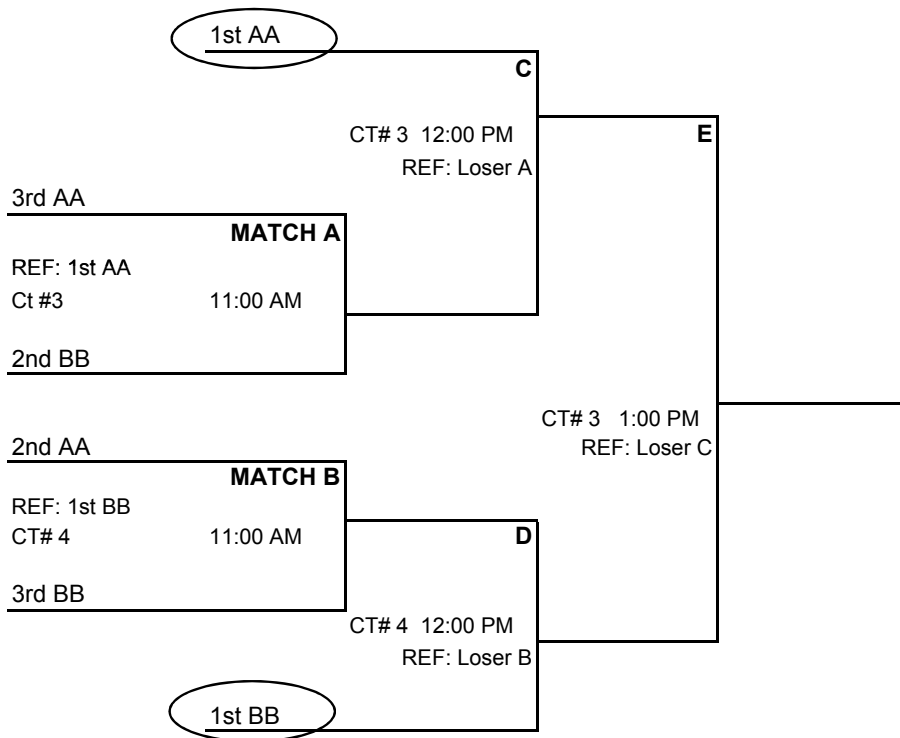 1st AA
C
CT# 3 12:00 PM
REF: Loser A
E
3rd AA
MATCH A
REF: 1st AA
Ct #3 11:00 AM
2nd BB
CT# 3 1:00 PM
REF: Loser C
2nd AA
MATCH B
REF: 1st BB
CT# 4 11:00 AM
D
3rd BB
CT# 4 12:00 PM
REF: Loser B
1st BB